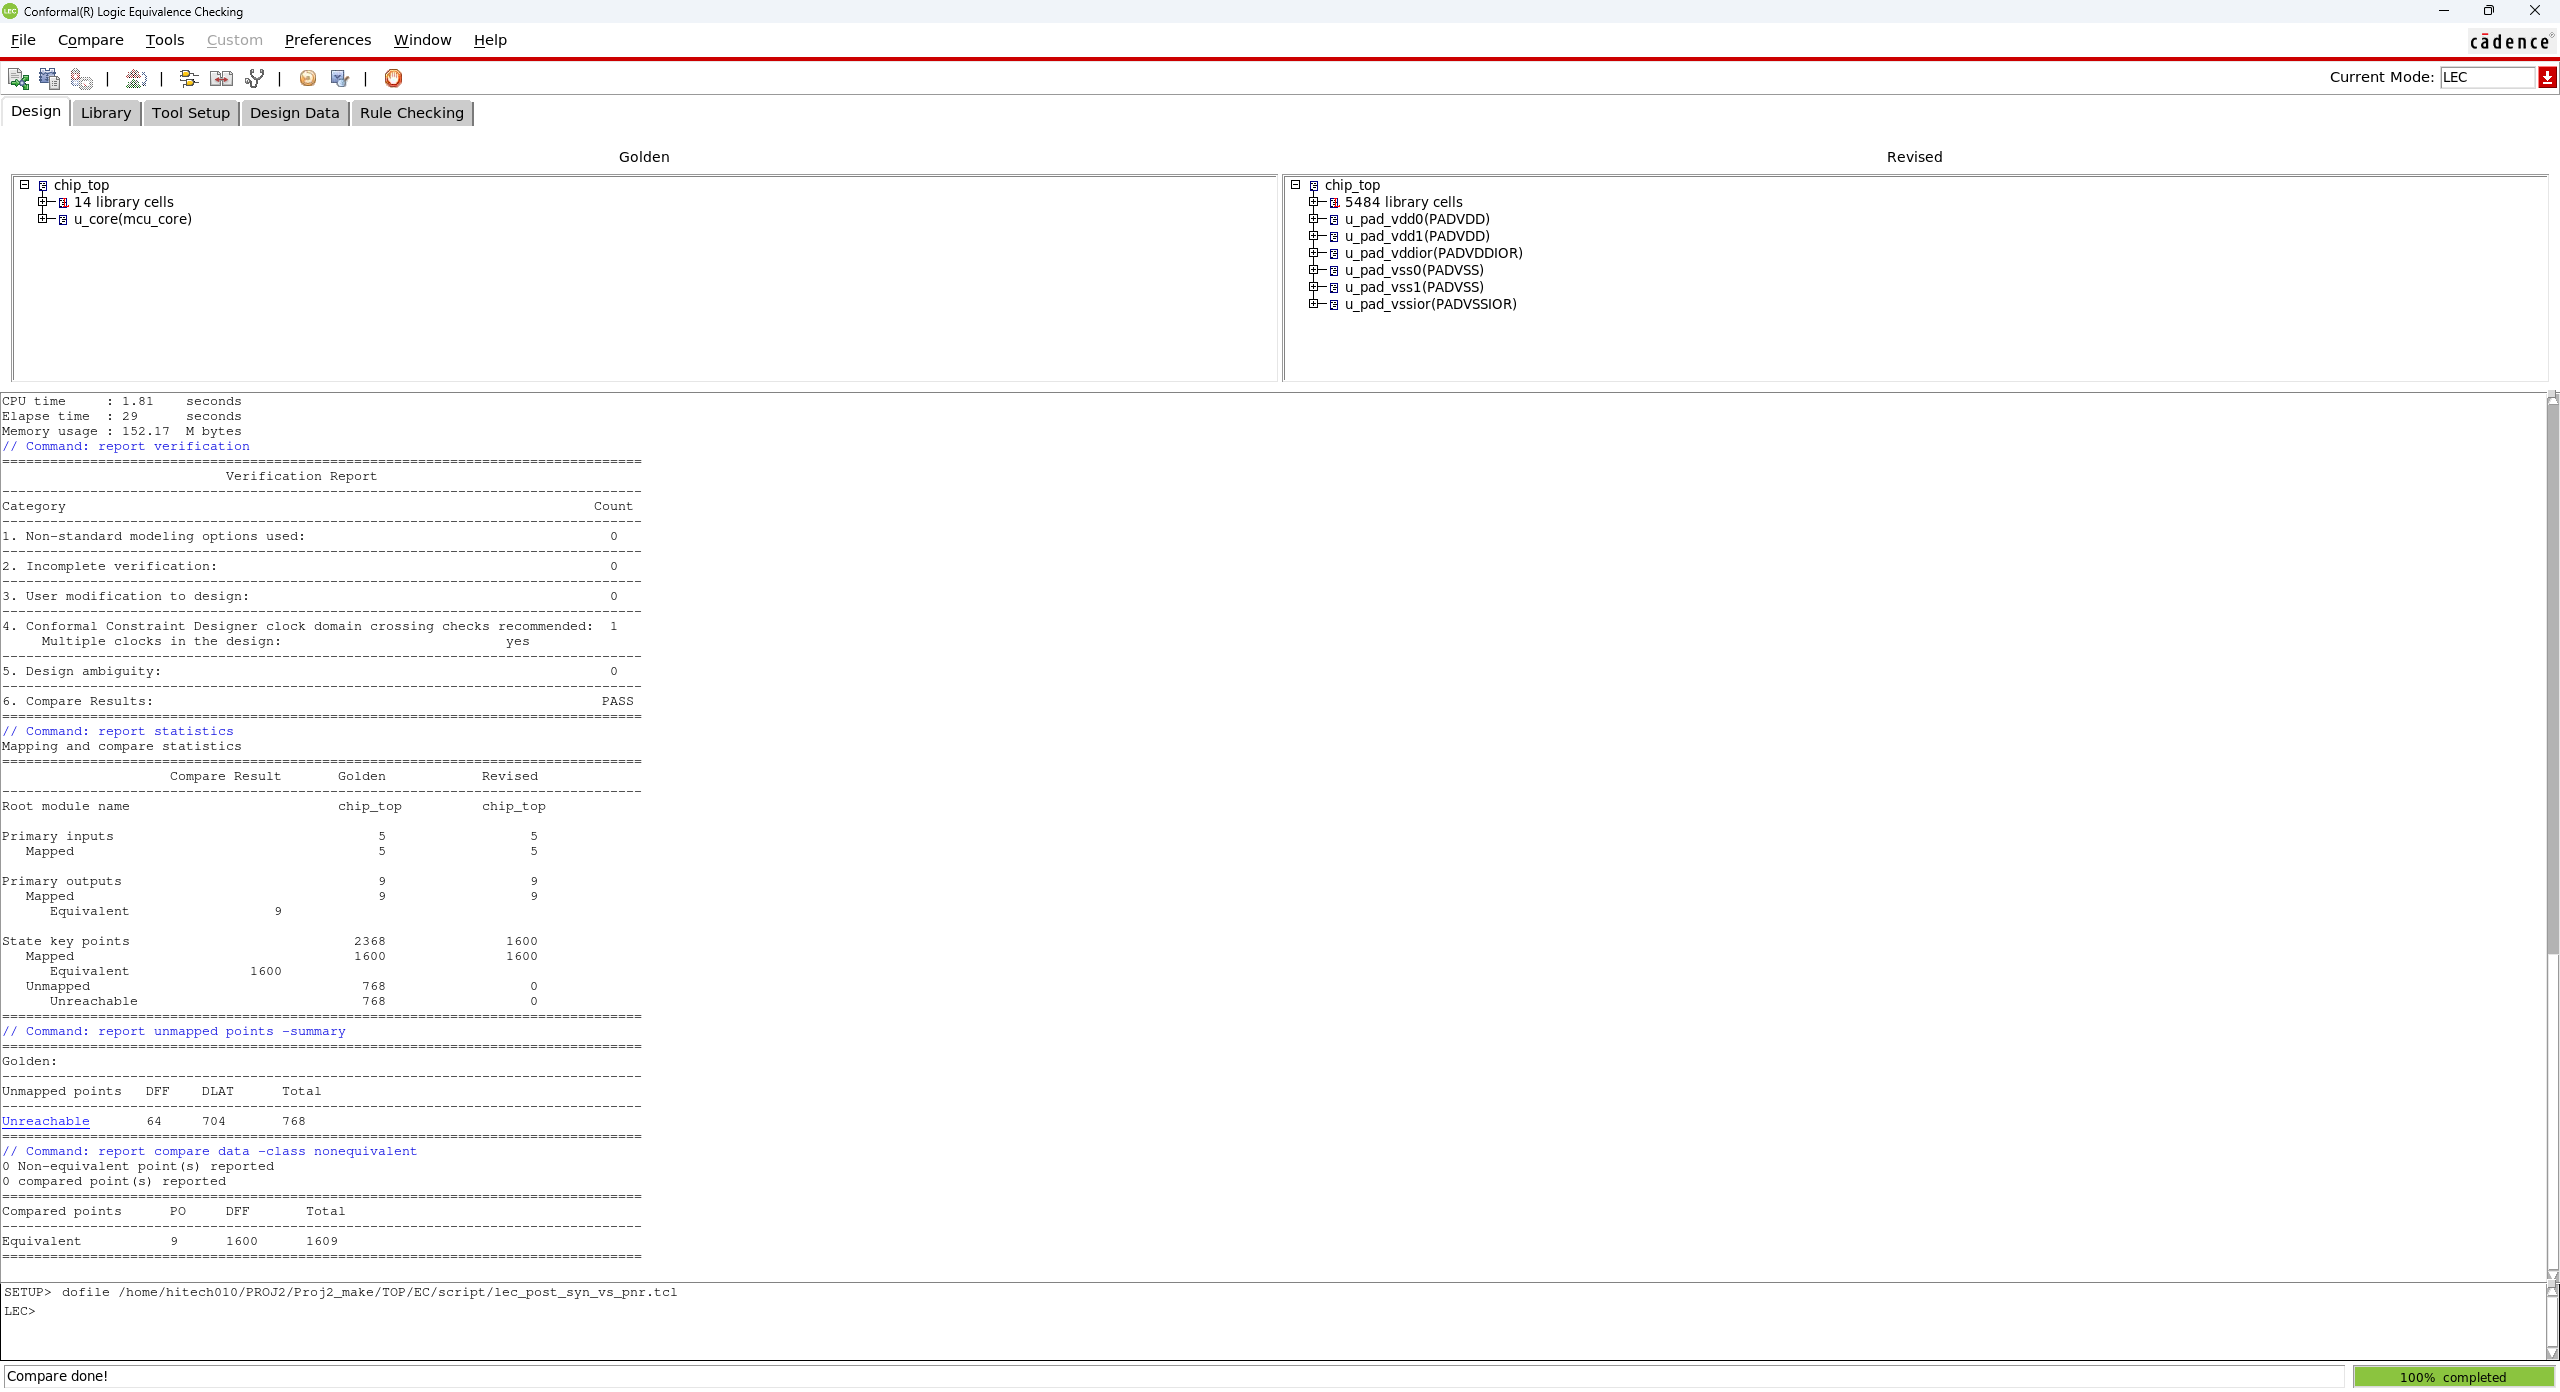 Conformal(R) Logic Equivalence Checking
File Compare Tools Custom Preferences Window Help
cādence®
Current Mode: LEC
Design Library Tool Setup Design Data Rule Checking
Golden Revised
chip_top
14 library cells
u_core(mcu_core)
chip_top
5484 library cells
u_pad_vdd0(PADVDD)
u_pad_vdd1(PADVDD)
u_pad_vddior(PADVDDIOR)
u_pad_vss0(PADVSS)
u_pad_vss1(PADVSS)
u_pad_vssior(PADVSSIOR)
CPU time : 1.81 seconds
Elapse time : 29 seconds
Memory usage : 152.17 M bytes
// Command: report verification
================================================================================
Verification Report
--------------------------------------------------------------------------------
Category Count
--------------------------------------------------------------------------------
1. Non-standard modeling options used: 0
--------------------------------------------------------------------------------
2. Incomplete verification: 0
--------------------------------------------------------------------------------
3. User modification to design: 0
--------------------------------------------------------------------------------
4. Conformal Constraint Designer clock domain crossing checks recommended: 1
Multiple clocks in the design: yes
--------------------------------------------------------------------------------
5. Design ambiguity: 0
--------------------------------------------------------------------------------
6. Compare Results: PASS
================================================================================
// Command: report statistics
Mapping and compare statistics
================================================================================
Compare Result Golden Revised
--------------------------------------------------------------------------------
Root module name chip_top chip_top
Primary inputs 5 5
Mapped 5 5
Primary outputs 9 9
Mapped 9 9
Equivalent 9
State key points 2368 1600
Mapped 1600 1600
Equivalent 1600
Unmapped 768 0
Unreachable 768 0
================================================================================
// Command: report unmapped points -summary
================================================================================
Golden:
--------------------------------------------------------------------------------
Unmapped points DFF DLAT Total
--------------------------------------------------------------------------------
Unreachable 64 704 768
================================================================================
// Command: report compare data -class nonequivalent
0 Non-equivalent point(s) reported
0 compared point(s) reported
================================================================================
Compared points PO DFF Total
--------------------------------------------------------------------------------
Equivalent 9 1600 1609
================================================================================
SETUP> dofile /home/hitech010/PROJ2/Proj2_make/TOP/EC/script/lec_post_syn_vs_pnr.tcl
LEC>
Compare done! 100% completed